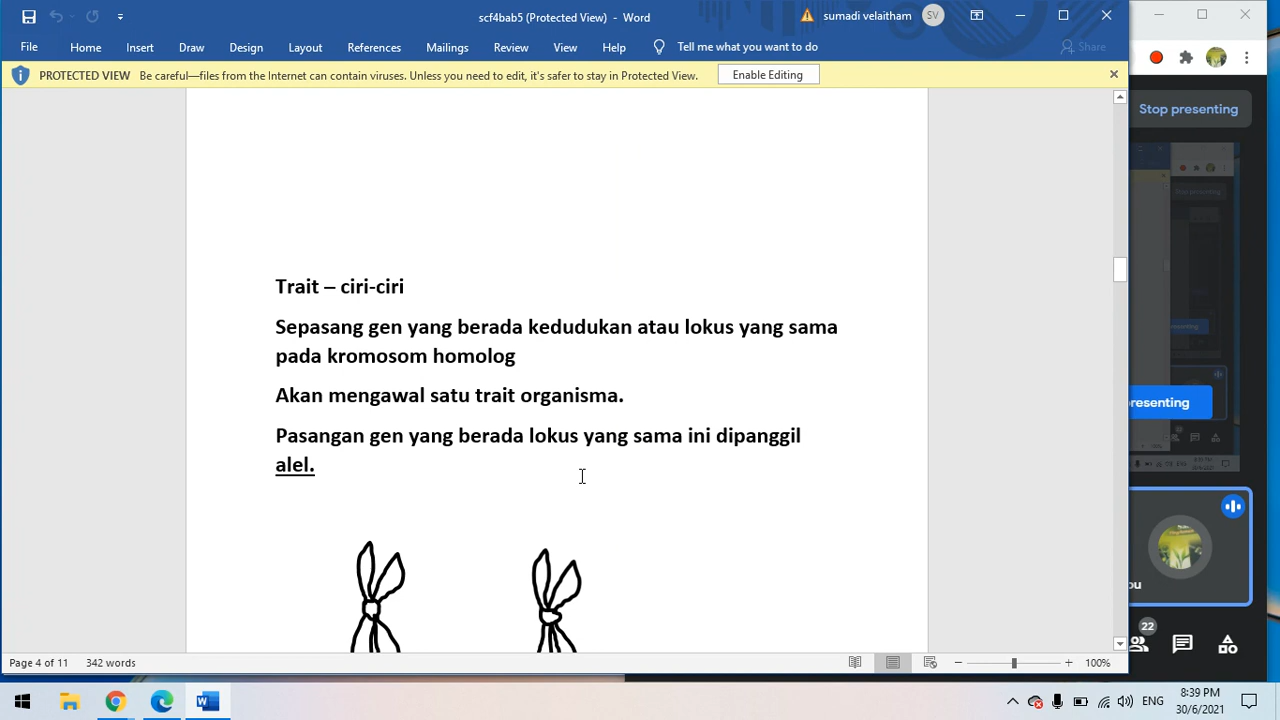 scf4bab5 (Protected View) - Word
sumadi velaitham
SV
File Home Insert Draw Design Layout References Mailings Review View Help Tell me what you want to do Share
PROTECTED VIEW Be careful—files from the Internet can contain viruses. Unless you need to edit, it's safer to stay in Protected View. Enable Editing
Stop presenting
Trait – ciri-ciri
Sepasang gen yang berada kedudukan atau lokus yang sama
pada kromosom homolog
Akan mengawal satu trait organisma.
presenting
Pasangan gen yang berada lokus yang sama ini dipanggil
alel.
ou
22
Page 4 of 11 342 words 100%
ENG
8:39 PM
30/6/2021